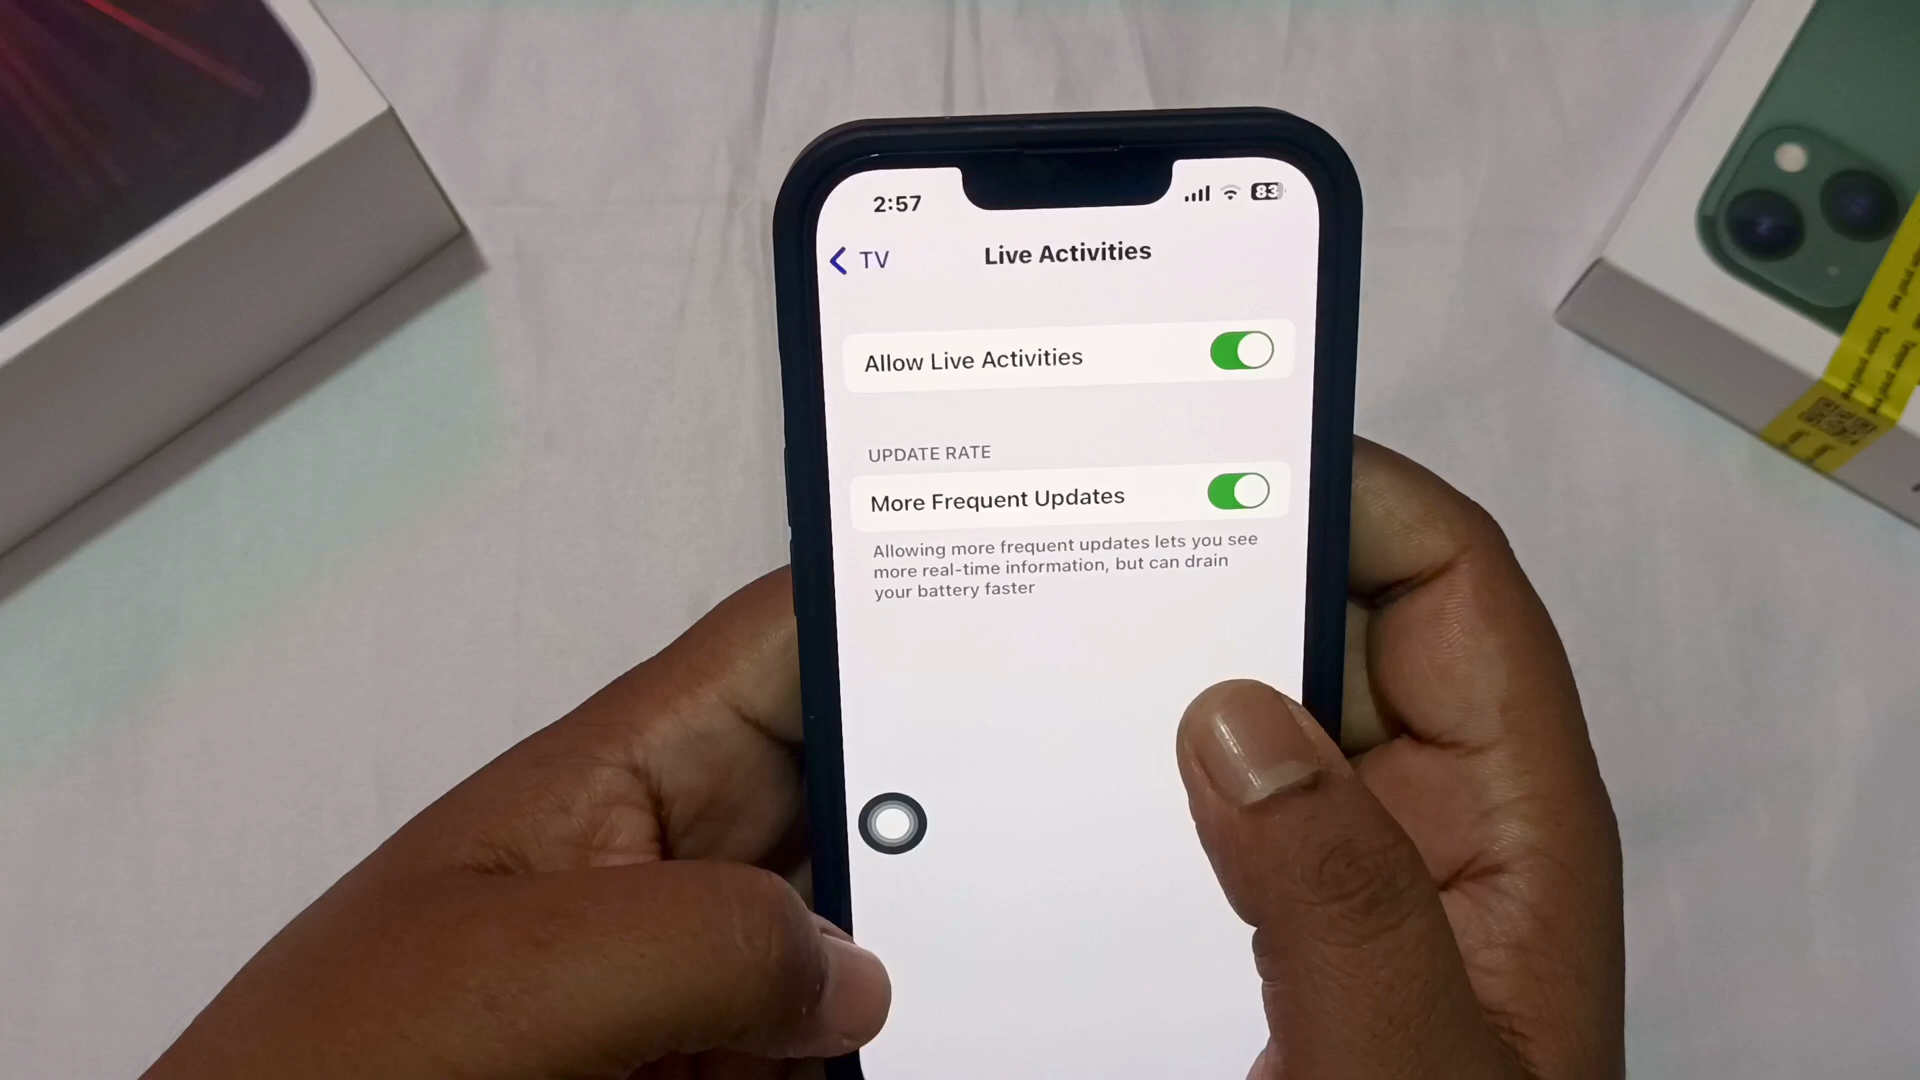 2:57
83
TV
Live Activities
Allow Live Activities
UPDATE RATE
More Frequent Updates
Allowing more frequent updates lets you see
more real-time information, but can drain
your battery faster